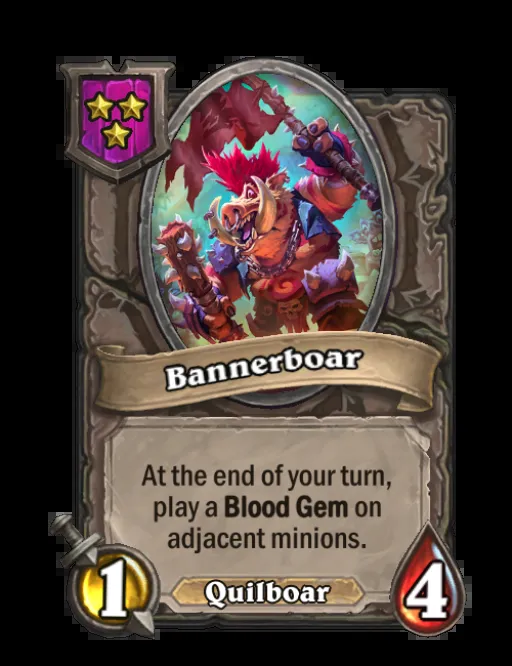 Bannerboar
At the end of your turn,
play a Blood Gem on
adjacent minions.
1
Quilboar
4